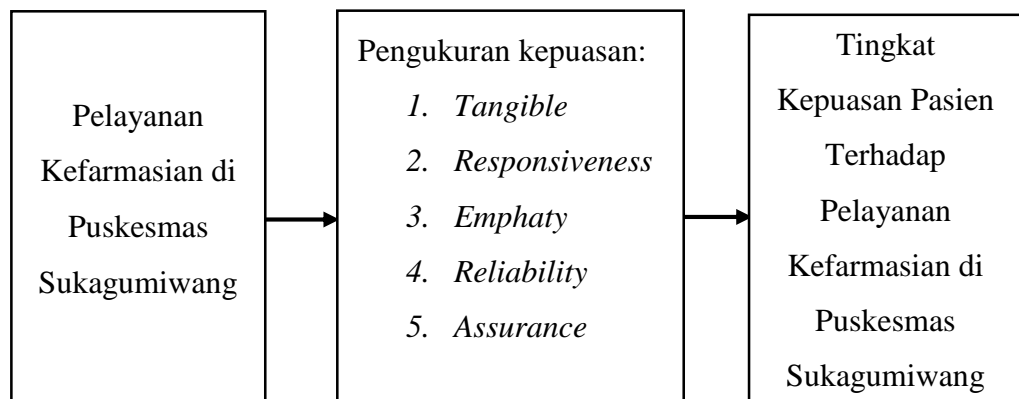 Pelayanan
Kefarmasian di
Puskesmas
Sukagumiwang
Pengukuran kepuasan:
1. Tangible
2. Responsiveness
3. Emphaty
4. Reliability
5. Assurance
Tingkat
Kepuasan Pasien
Terhadap
Pelayanan
Kefarmasian di
Puskesmas
Sukagumiwang